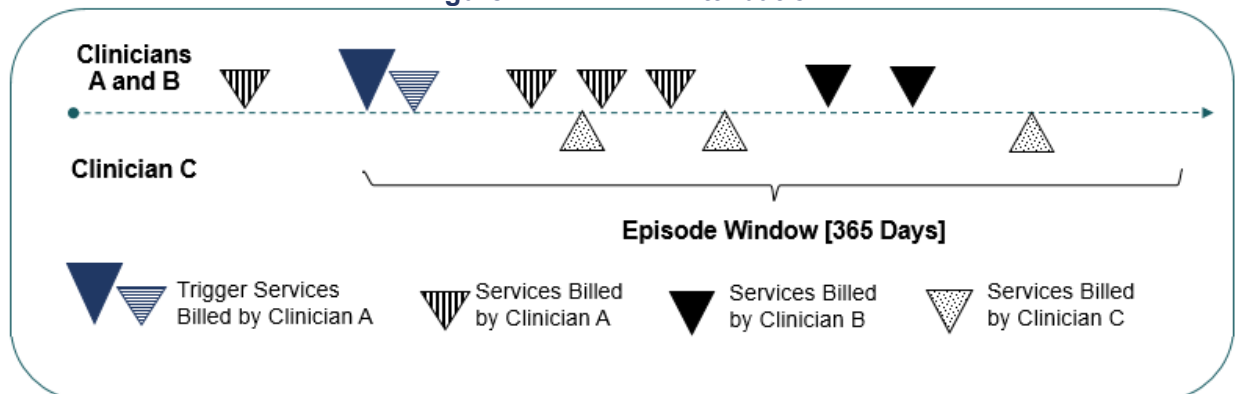 Clinicians
A and B
Clinician C
Episode Window [365 Days]
Trigger Services
Billed by Clinician A
Services Billed
by Clinician A
Services Billed
by Clinician B
Services Billed
by Clinician C